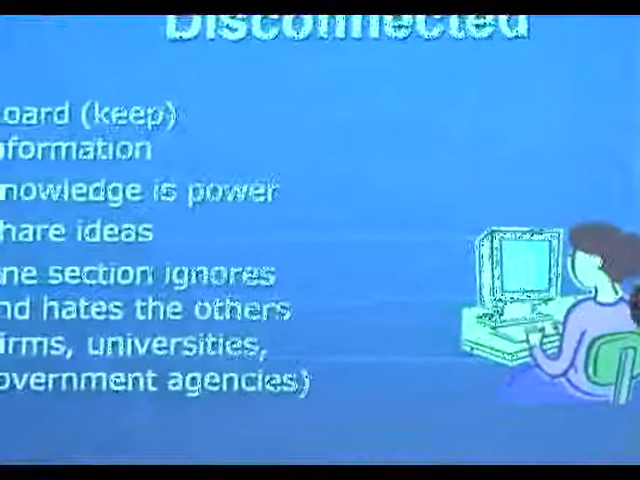 Disconnected
oard (keep)
nformation
nowledge is power
hare ideas
ne section ignores
nd hates the others
irms, universities,
overnment agencies)